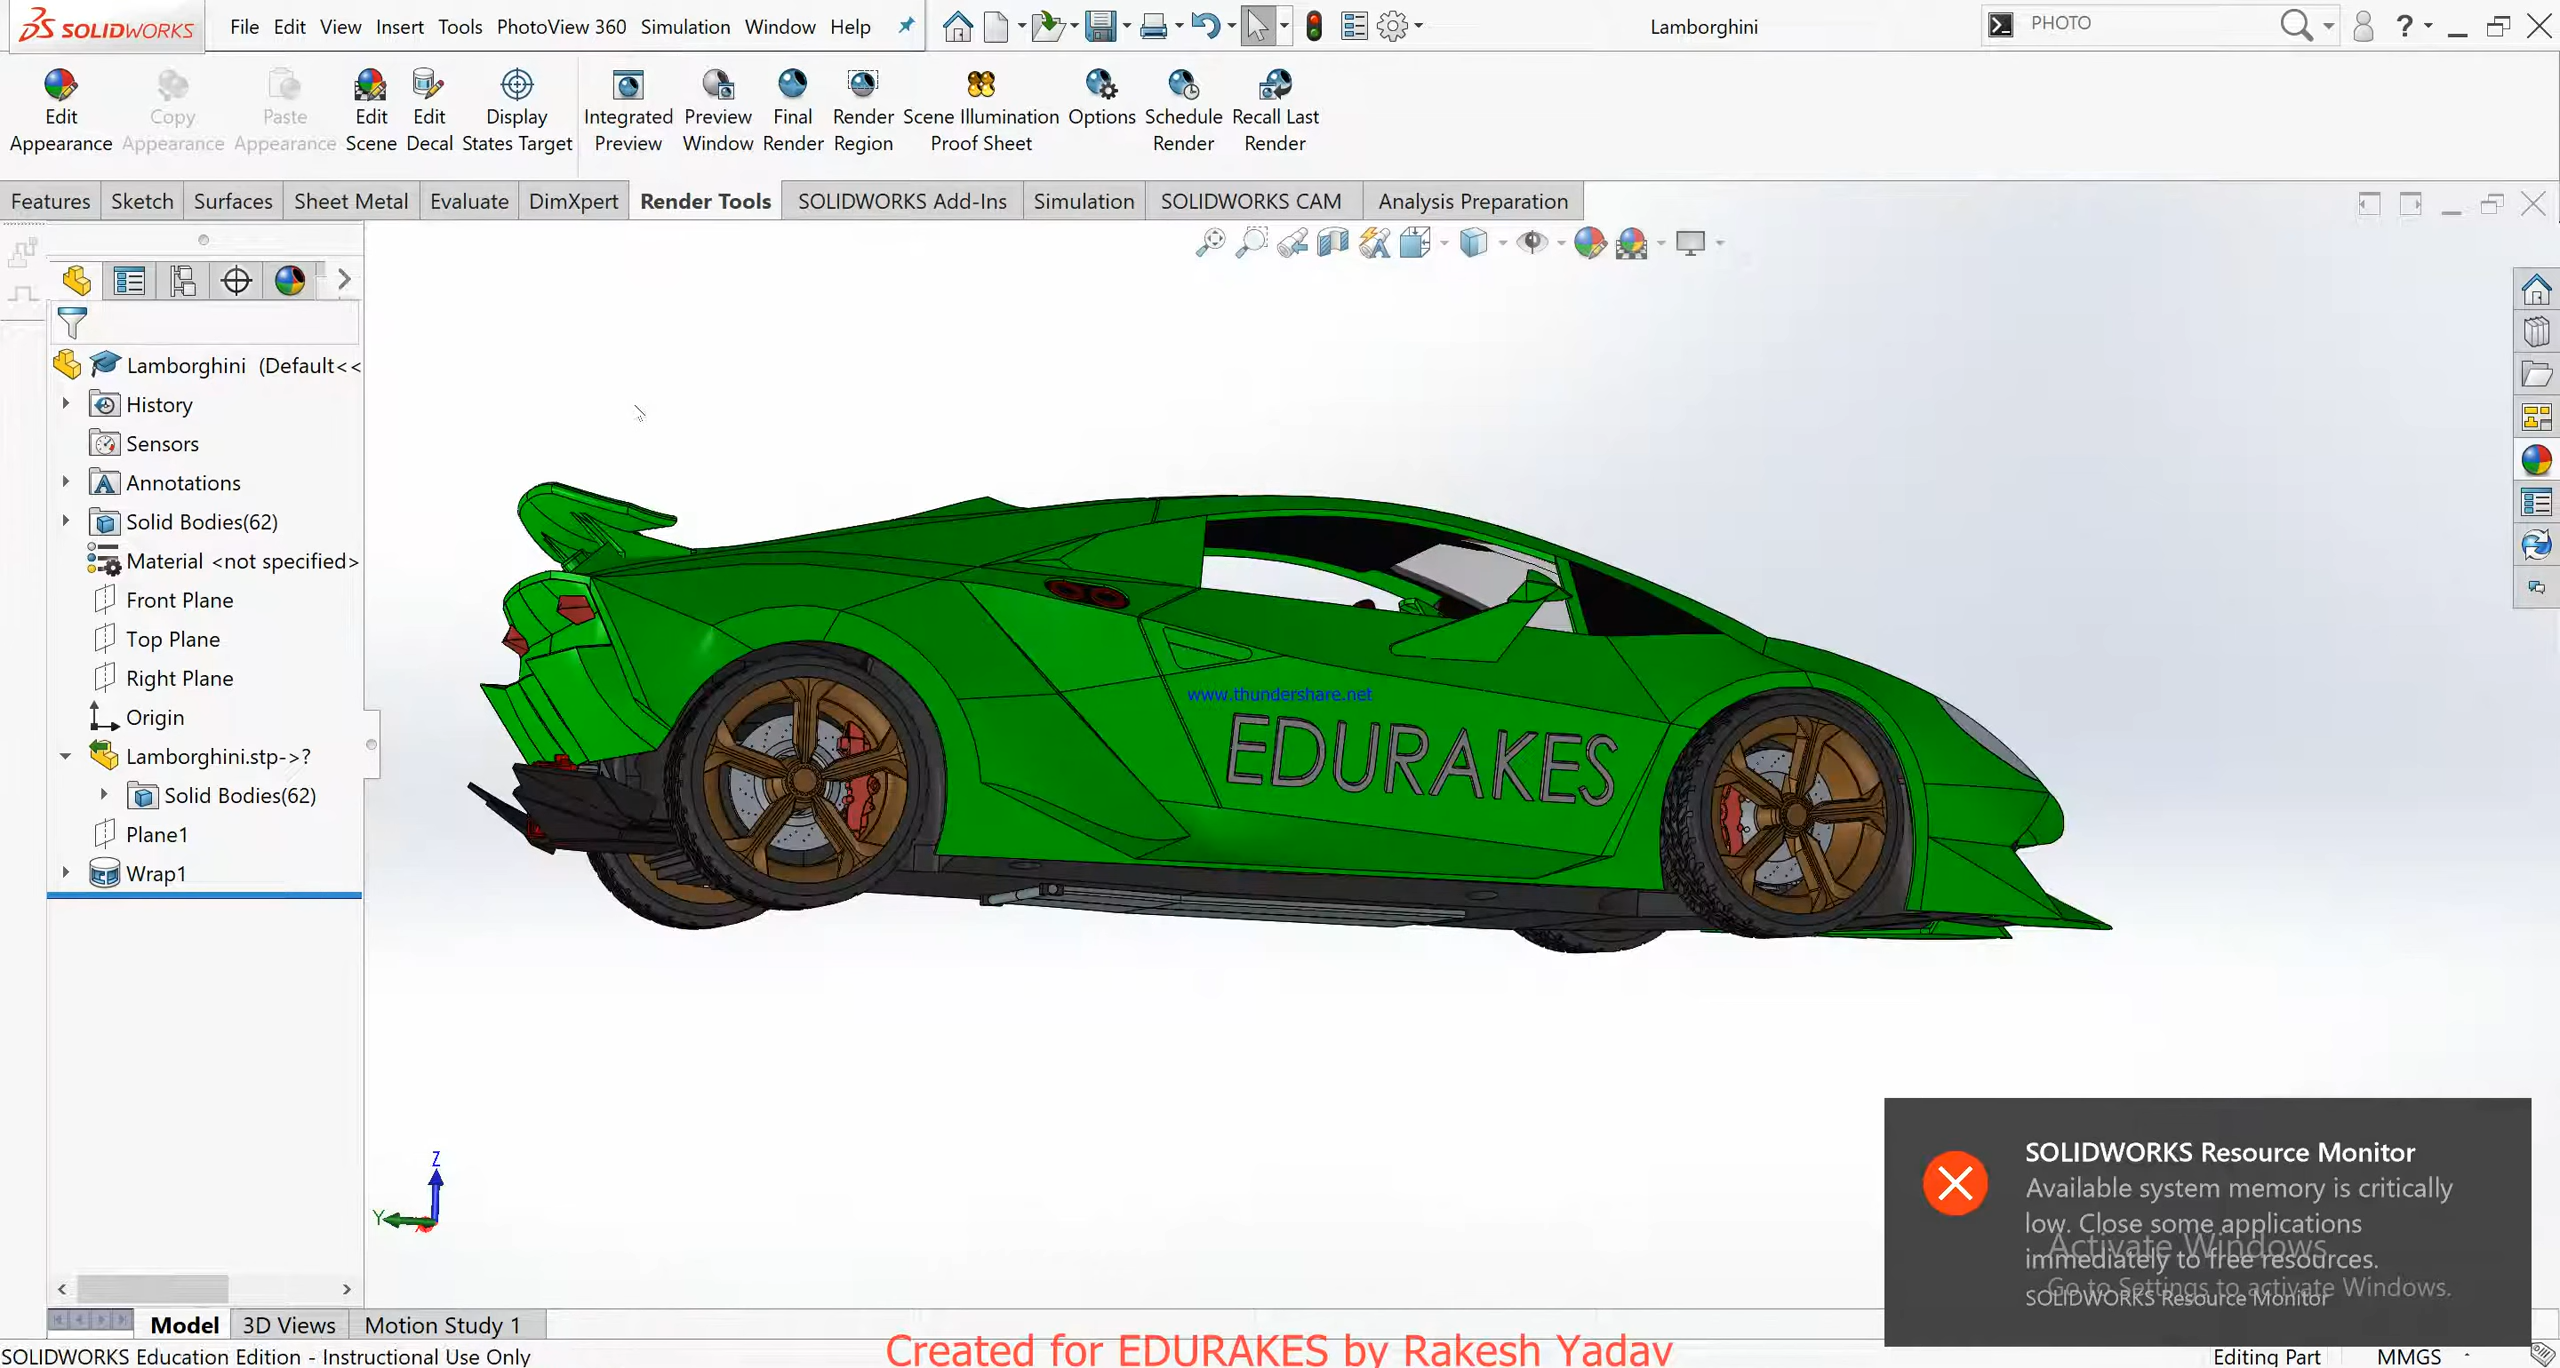 SOLIDWORKS
File Edit View Insert Tools PhotoView 360 Simulation Window Help
Lamborghini
PHOTO
?
Edit Appearance
Copy Appearance
Paste Appearance
Edit Scene
Edit Decal
Display States Target
Integrated Preview
Preview Window
Final Render
Render Region
Scene Illumination Proof Sheet
Options
Schedule Render
Recall Last Render
Features Sketch Surfaces Sheet Metal Evaluate DimXpert Render Tools SOLIDWORKS Add-Ins Simulation SOLIDWORKS CAM Analysis Preparation
Lamborghini (Default<<
History
Sensors
Annotations
Solid Bodies(62)
Material <not specified>
Front Plane
Top Plane
Right Plane
Origin
Lamborghini.stp->?
Solid Bodies(62)
Plane1
Wrap1
www.thundershare.net
EDURAKES
Z
Y
SOLIDWORKS Resource Monitor
Available system memory is critically
low. Close some applications
immediately to free resources.
SOLIDWORKS Resource Monitor
Activate Windows
Go to Settings to activate Windows.
Model 3D Views Motion Study 1
Created for EDURAKES by Rakesh Yadav
SOLIDWORKS Education Edition - Instructional Use Only
Editing Part MMGS